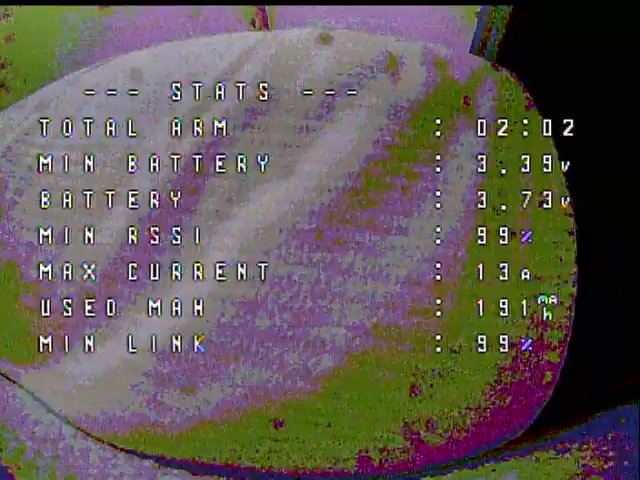 --- STATS ---
TOTAL ARM : 02:02
MIN BATTERY : 3.39V
BATTERY : 3.73V
MIN RSSI : 99%
MAX CURRENT : 13A
USED MAH : 191mAh
MIN LINK : 99%